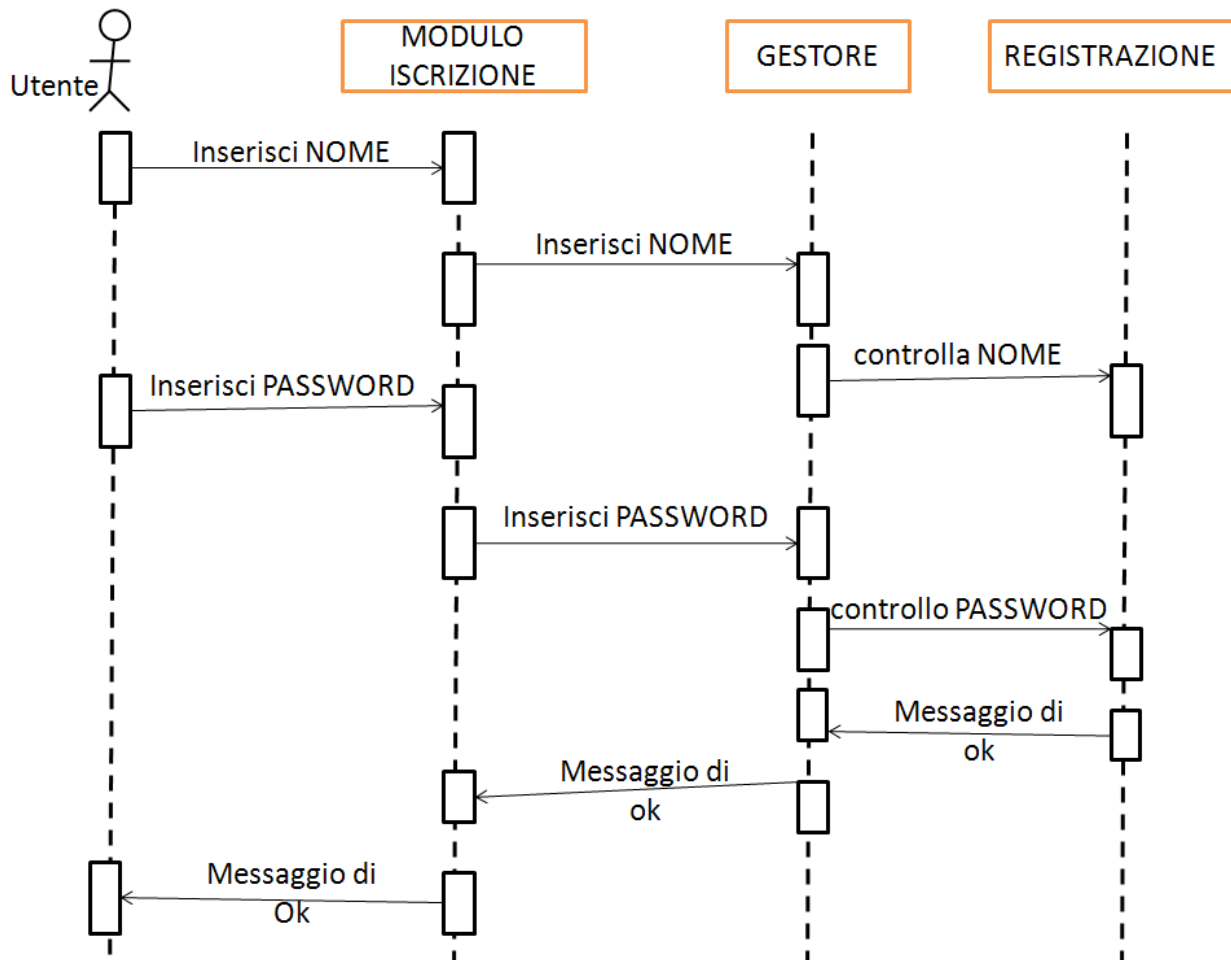 Utente
MODULO
ISCRIZIONE
GESTORE
REGISTRAZIONE
Inserisci NOME
Inserisci NOME
controlla NOME
Inserisci PASSWORD
Inserisci PASSWORD
controllo PASSWORD
Messaggio di
ok
Messaggio di
ok
Messaggio di
Ok